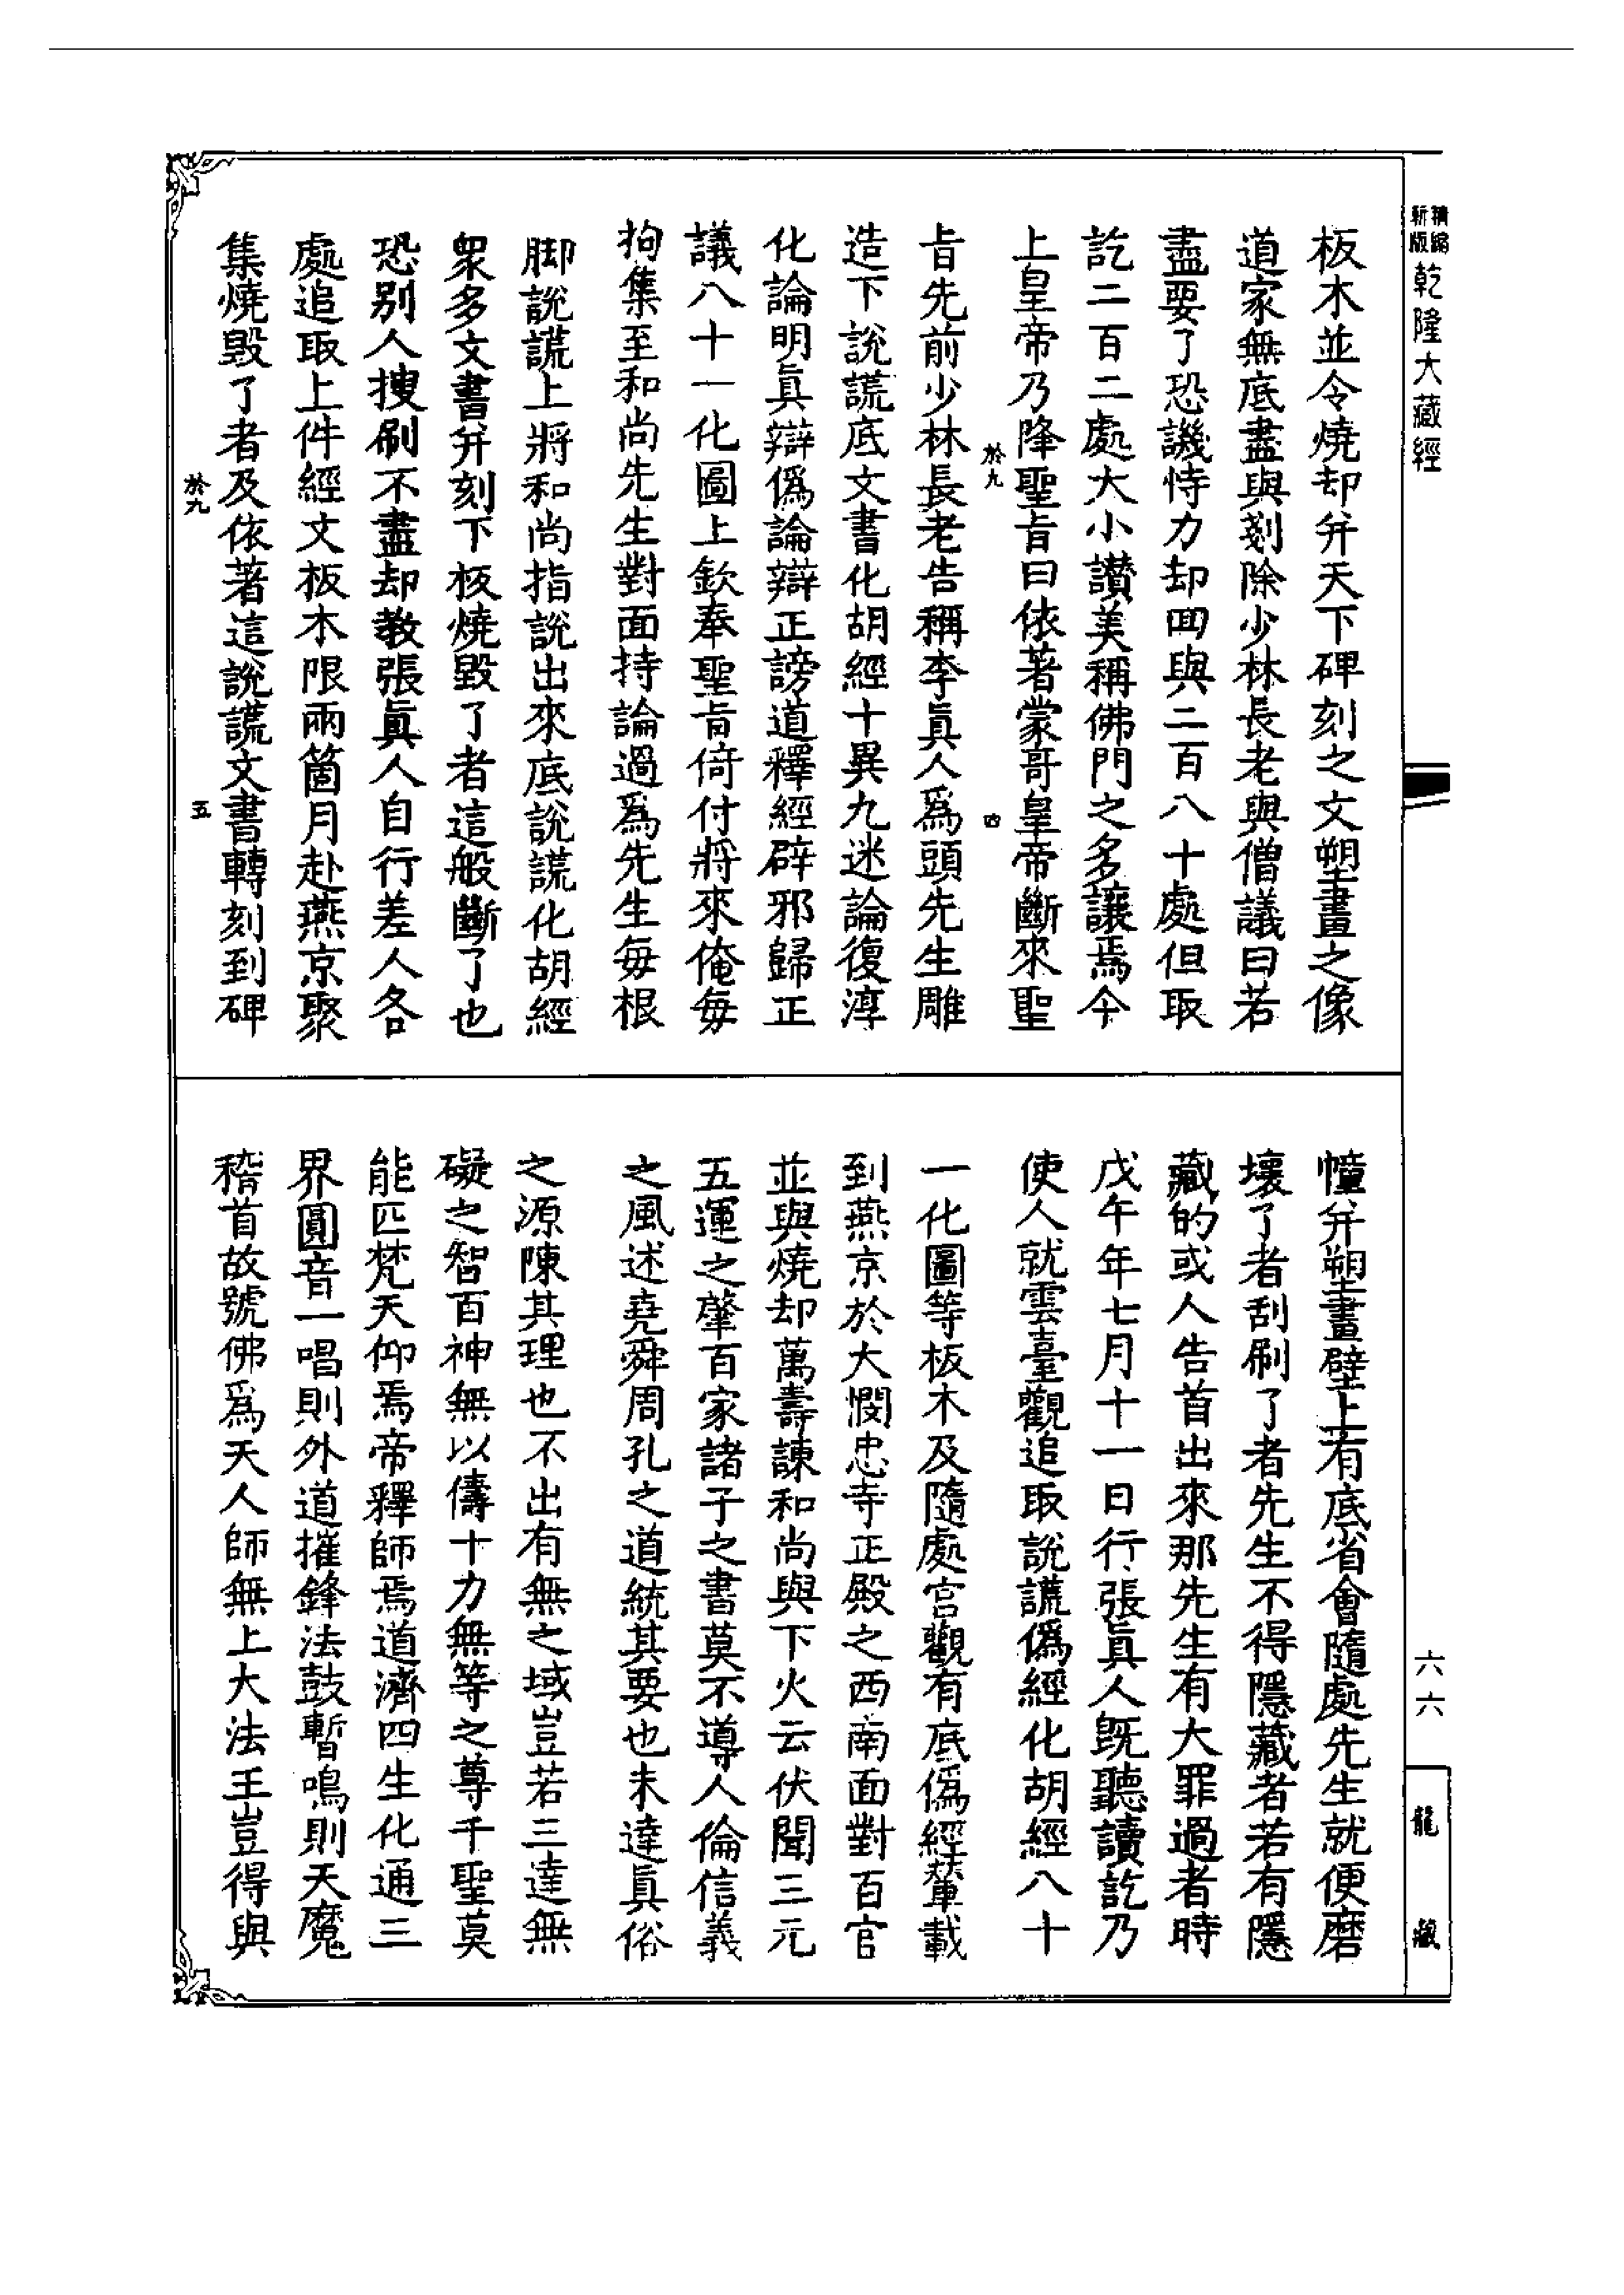 精縮
新版
乾隆大藏經
六六
龍藏
板木並令燒却并天下碑刻之文塑畫之像
道家無底盡與剗除少林長老與僧議曰若
盡要了恐譏恃力却回與二百八十處但取
訖二百二處大小讃美稱佛門之多讓焉今
上皇帝乃降聖旨曰依著蒙哥皇帝斷來聖
於九
四
旨先前少林長老告稱李眞人爲頭先生雕
造下說謊底文書化胡經十異九迷論復淳
化論明眞辯僞論辯正謗道釋經辟邪歸正
議八十一化圖上欽奉聖旨倚付將來俺每
拘集至和尚先生對面持論過爲先生每根
脚說謊上將和尚指說出來底說謊化胡經
衆多文書并刻下板燒毀了者這般斷了也
恐別人搜刷不盡却教張眞人自行差人各
處追取上件經文板木限兩箇月赴燕京聚
集燒毀了者及依著這說謊文書轉刻到碑
於九
五
幢并塑畫壁上有底省會隨處先生就便磨
壞了者刮刷了者先生不得隱藏者若有隱
藏的或人告首出來那先生有大罪過者時
戊午年七月十一日行張眞人旣聽讀訖乃
使人就雲臺觀追取說謊僞經化胡經八十
一化圖等板木及隨處宮觀有底僞經輦載
到燕京於大憫忠寺正殿之西南面對百官
並與燒却萬壽諫和尚與下火云伏聞三元
五運之肇百家諸子之書莫不導人倫信義
之風述堯舜周孔之道統其要也未達眞俗
之源陳其理也不出有無之域豈若三達無
礙之智百神無以儔十力無等之尊千聖莫
能匹梵天仰焉帝釋師焉道濟四生化通三
界圓音一唱則外道摧鋒法鼓暫鳴則天魔
稽首故號佛爲天人師無上大法王豈得與